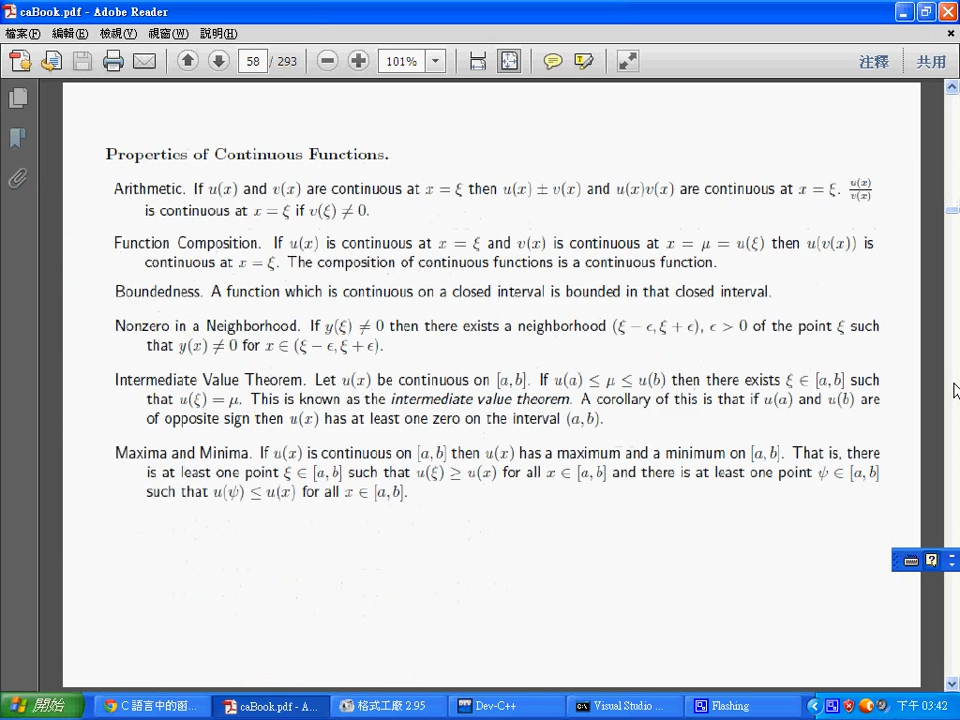 caBook.pdf - Adobe Reader
檔案(F) 編輯(E) 檢視(V) 視窗(W) 說明(H)
58 / 293 101% 注釋 共用
Properties of Continuous Functions.
Arithmetic. If u(x) and v(x) are continuous at x = ξ then u(x) ± v(x) and u(x)v(x) are continuous at x = ξ. u(x)/v(x)
is continuous at x = ξ if v(ξ) ≠ 0.
Function Composition. If u(x) is continuous at x = ξ and v(x) is continuous at x = μ = u(ξ) then u(v(x)) is
continuous at x = ξ. The composition of continuous functions is a continuous function.
Boundedness. A function which is continuous on a closed interval is bounded in that closed interval.
Nonzero in a Neighborhood. If y(ξ) ≠ 0 then there exists a neighborhood (ξ − ϵ, ξ + ϵ), ϵ > 0 of the point ξ such
that y(x) ≠ 0 for x ∈ (ξ − ϵ, ξ + ϵ).
Intermediate Value Theorem. Let u(x) be continuous on [a, b]. If u(a) ≤ μ ≤ u(b) then there exists ξ ∈ [a, b] such
that u(ξ) = μ. This is known as the intermediate value theorem. A corollary of this is that if u(a) and u(b) are
of opposite sign then u(x) has at least one zero on the interval (a, b).
Maxima and Minima. If u(x) is continuous on [a, b] then u(x) has a maximum and a minimum on [a, b]. That is, there
is at least one point ξ ∈ [a, b] such that u(ξ) ≥ u(x) for all x ∈ [a, b] and there is at least one point ψ ∈ [a, b]
such that u(ψ) ≤ u(x) for all x ∈ [a, b].
開始 C 語言中的函... caBook.pdf - A... 格式工廠 2.95 Dev-C++ Visual Studio ... Flashing 下午 03:42